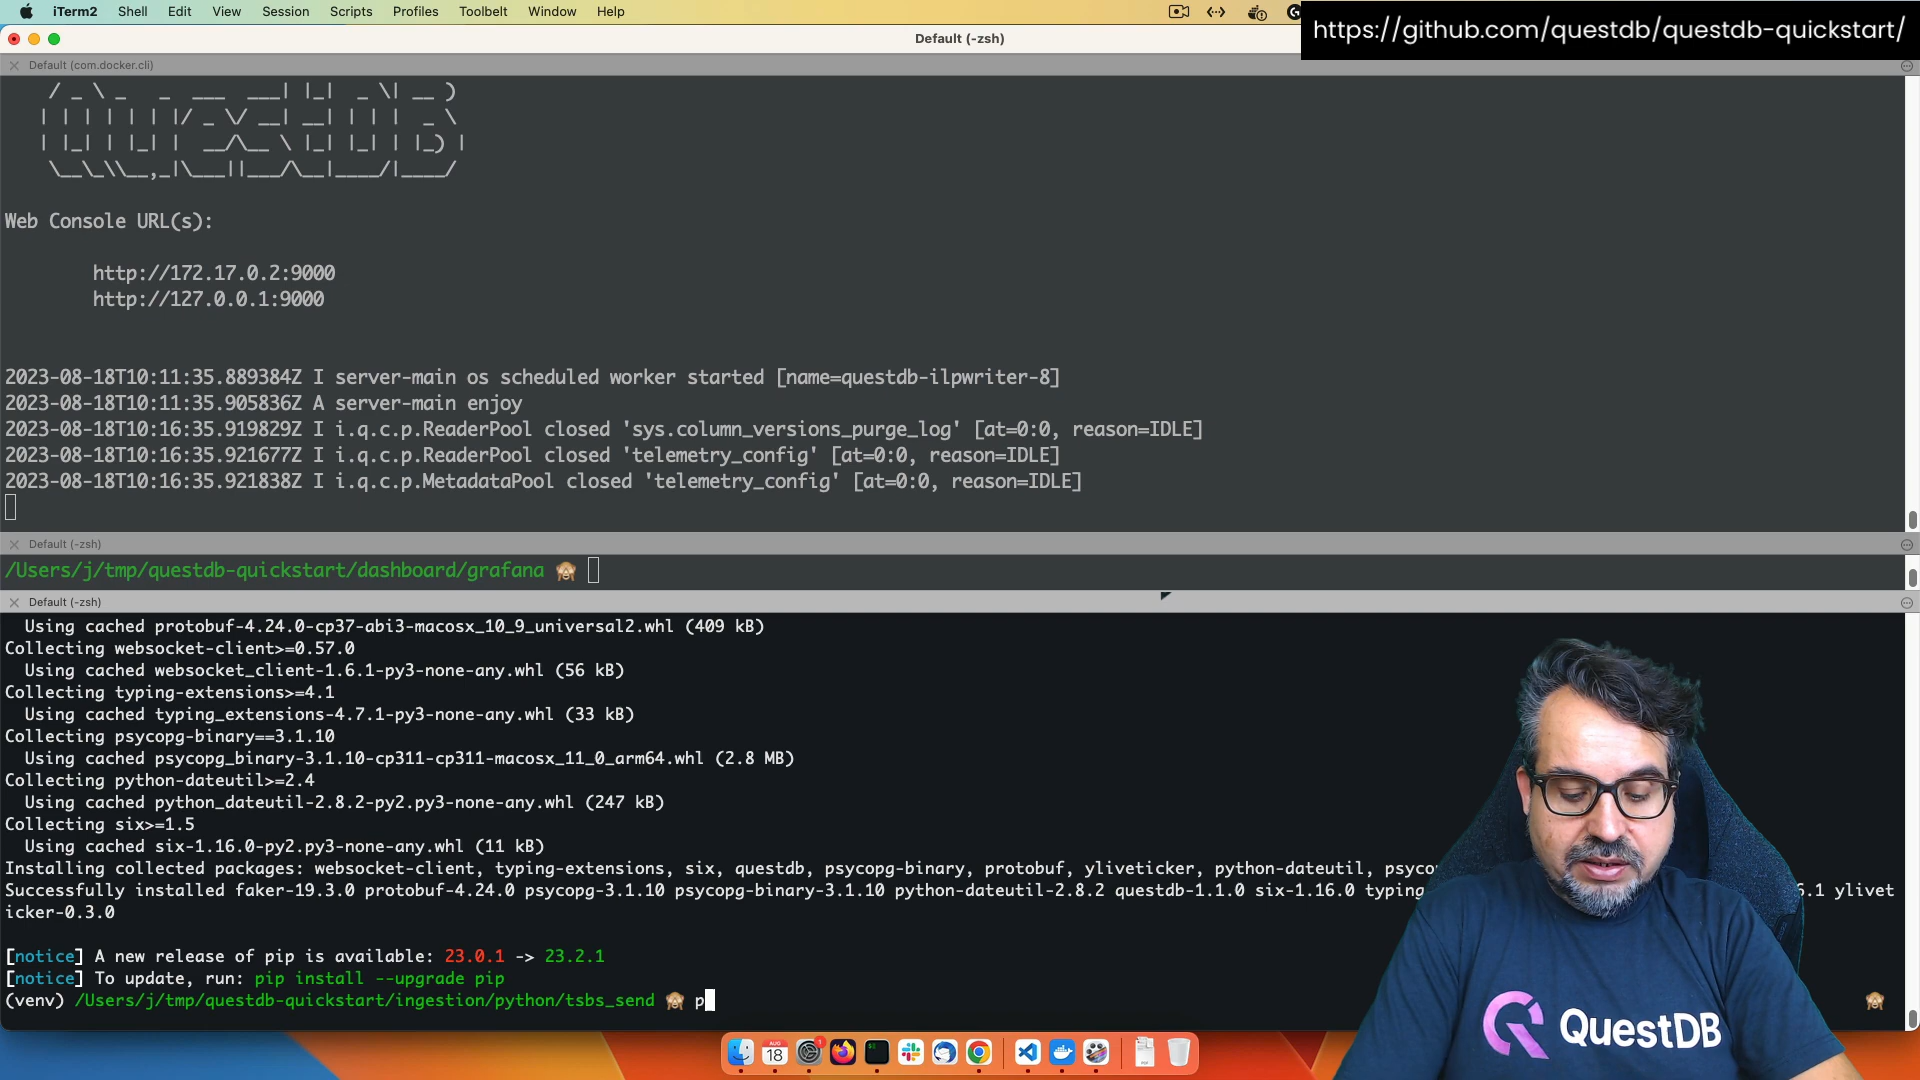 iTerm2 Shell Edit View Session Scripts Profiles Toolbelt Window Help
https://github.com/questdb/questdb-quickstart/
Default (-zsh)
Default (com.docker.cli)
Web Console URL(s):
http://172.17.0.2:9000
http://127.0.0.1:9000
2023-08-18T10:11:35.889384Z I server-main os scheduled worker started [name=questdb-ilpwriter-8]
2023-08-18T10:11:35.905836Z A server-main enjoy
2023-08-18T10:16:35.919829Z I i.q.c.p.ReaderPool closed 'sys.column_versions_purge_log' [at=0:0, reason=IDLE]
2023-08-18T10:16:35.921677Z I i.q.c.p.ReaderPool closed 'telemetry_config' [at=0:0, reason=IDLE]
2023-08-18T10:16:35.921838Z I i.q.c.p.MetadataPool closed 'telemetry_config' [at=0:0, reason=IDLE]
Default (-zsh)
/Users/j/tmp/questdb-quickstart/dashboard/grafana 🙈
Default (-zsh)
Using cached protobuf-4.24.0-cp37-abi3-macosx_10_9_universal2.whl (409 kB)
Collecting websocket-client>=0.57.0
Using cached websocket_client-1.6.1-py3-none-any.whl (56 kB)
Collecting typing-extensions>=4.1
Using cached typing_extensions-4.7.1-py3-none-any.whl (33 kB)
Collecting psycopg-binary==3.1.10
Using cached psycopg_binary-3.1.10-cp311-cp311-macosx_11_0_arm64.whl (2.8 MB)
Collecting python-dateutil>=2.4
Using cached python_dateutil-2.8.2-py2.py3-none-any.whl (247 kB)
Collecting six>=1.5
Using cached six-1.16.0-py2.py3-none-any.whl (11 kB)
Installing collected packages: websocket-client, typing-extensions, six, questdb, psycopg-binary, protobuf, yliveticker, python-dateutil, psyco
Successfully installed faker-19.3.0 protobuf-4.24.0 psycopg-3.1.10 psycopg-binary-3.1.10 python-dateutil-2.8.2 questdb-1.1.0 six-1.16.0 typing 6.1 ylivet
icker-0.3.0
[notice] A new release of pip is available: 23.0.1 -> 23.2.1
[notice] To update, run: pip install --upgrade pip
(venv) /Users/j/tmp/questdb-quickstart/ingestion/python/tsbs_send 🙈 p
QuestDB
AUG
18
1